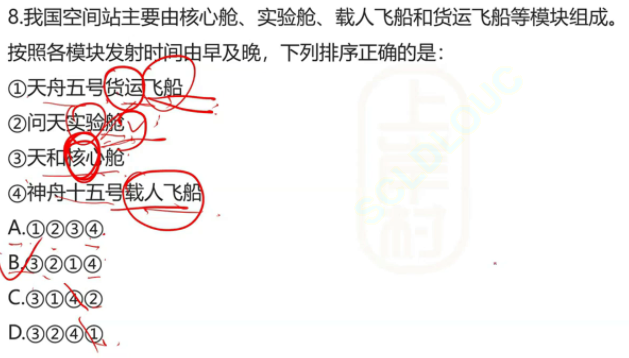 8.我国空间站主要由核心舱、实验舱、载人飞船和货运飞船等模块组成。
按照各模块发射时间由早及晚，下列排序正确的是：
①天舟五号货运飞船
②问天实验舱
③天和核心舱
④神舟十五号载人飞船
A.①②③④
B.③②①④
C.③①④②
D.③②④①
上岸村
SOLOLOUC